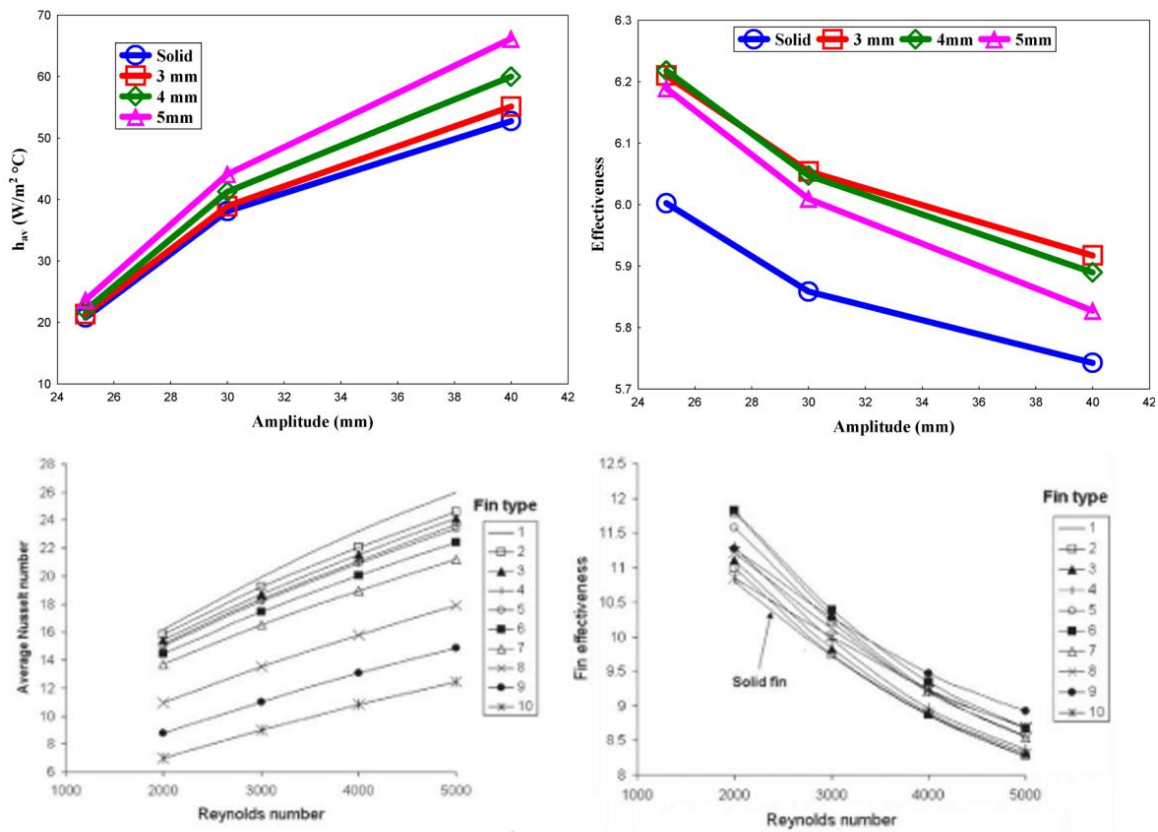 70
60
50
40
30
20
10
h_av (W/m² °C)
Solid
3 mm
4 mm
5mm
24 26 28 30 32 34 36 38 40 42
Amplitude (mm)
6.3
6.2
6.1
6.0
5.9
5.8
5.7
Effectiveness
Solid 3 mm 4mm 5mm
24 26 28 30 32 34 36 38 40 42
Amplitude (mm)
28
26
24
22
20
18
16
14
12
10
8
6
Average Nusselt number
Fin type
1
2
3
4
5
6
7
8
9
10
1000 2000 3000 4000 5000
Reynolds number
12.5
12
11.5
11
10.5
10
9.5
9
8.5
8
Fin effectiveness
Solid fin
Fin type
1
2
3
4
5
6
7
8
9
10
1000 2000 3000 4000 5000
Reynolds number